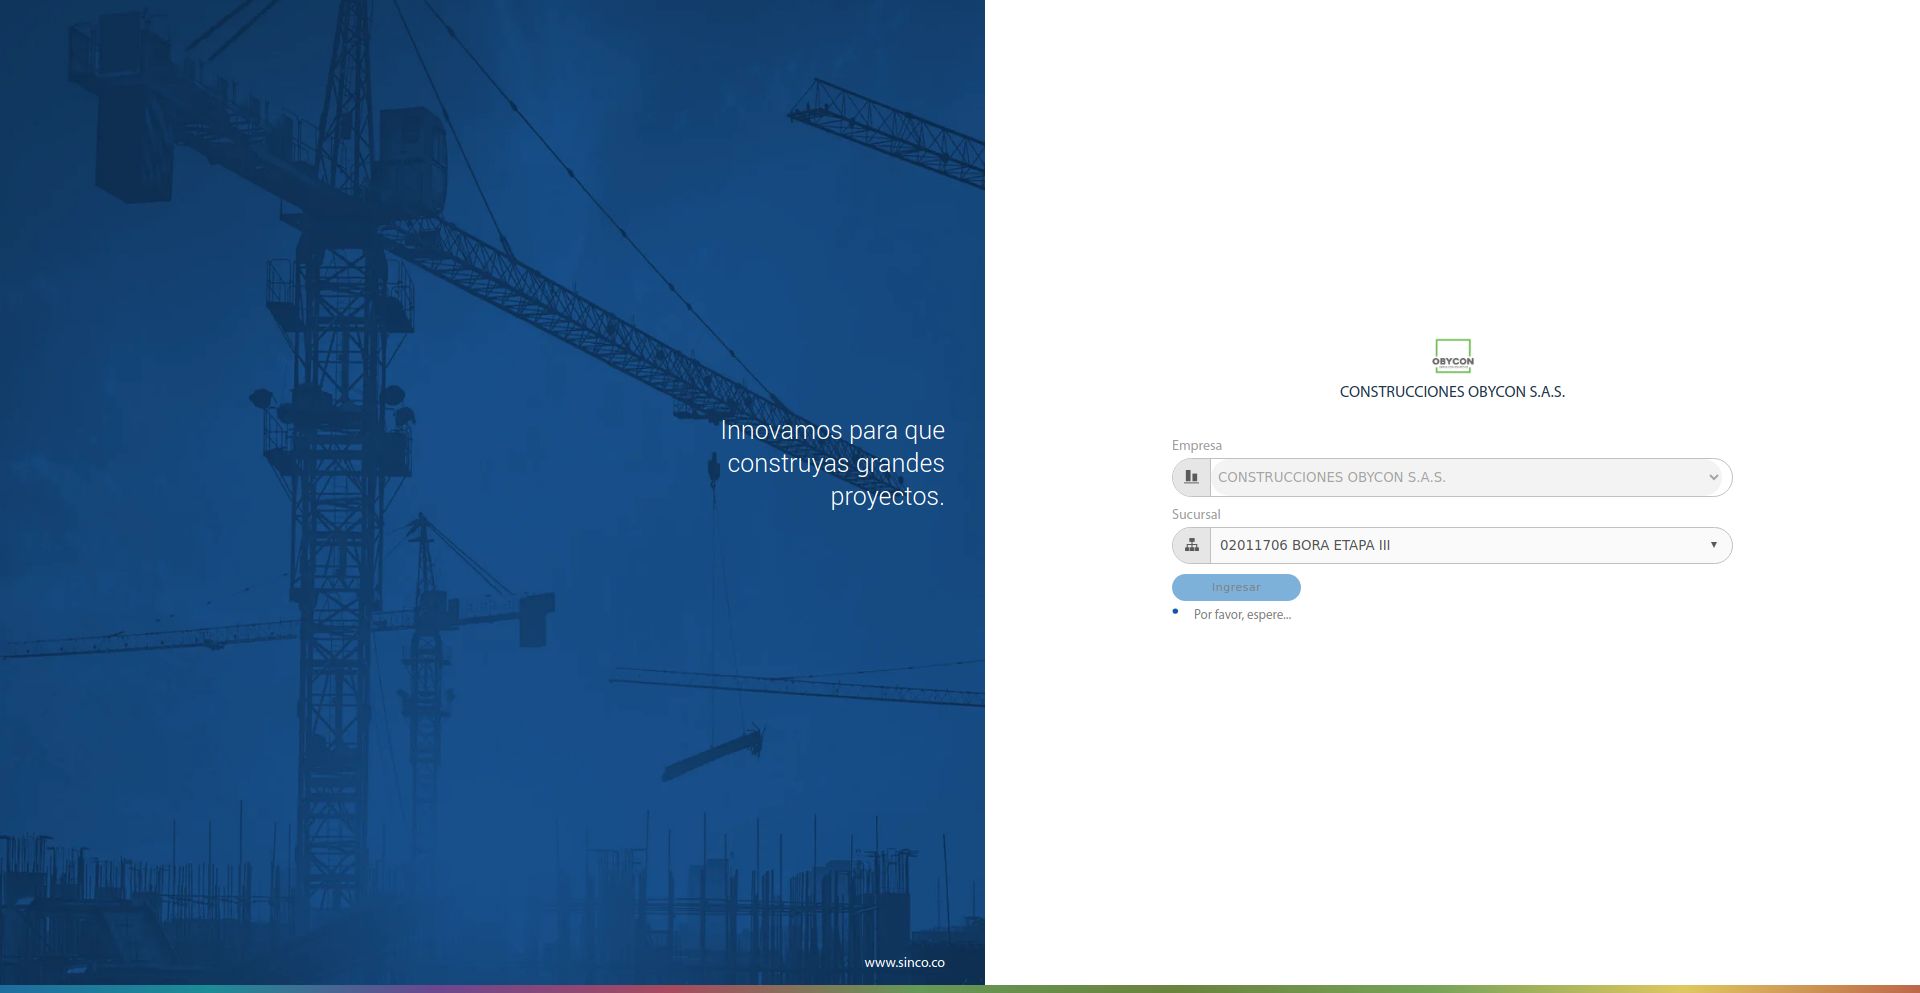 Innovamos para que
construyas grandes
proyectos.
www.sinco.co
OBYCON
CONSTRUCCIONES OBYCON S.A.S.
Empresa
CONSTRUCCIONES OBYCON S.A.S.
Sucursal
02011706 BORA ETAPA III
Ingresar
Por favor, espere...